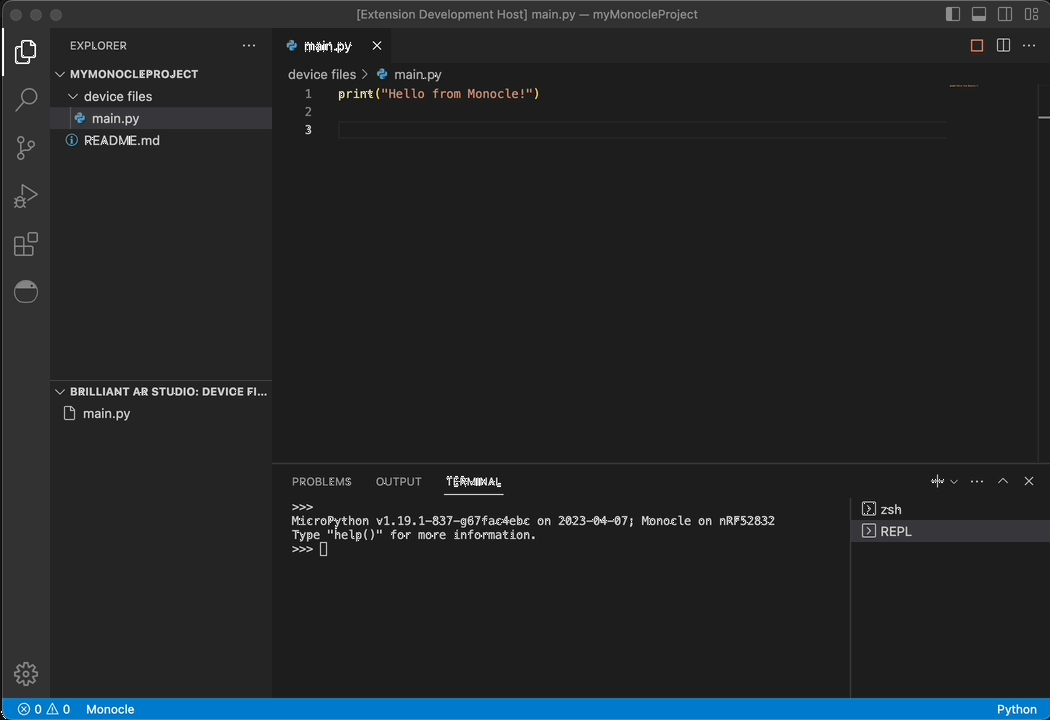 [Extension Development Host] main.py — myMonocleProject
EXPLORER
MYMONOCLEPROJECT
device files
main.py
README.md
BRILLIANT AR STUDIO: DEVICE FI...
main.py
main.py
device files > main.py
1 print("Hello from Monocle!")
2
3
PROBLEMS OUTPUT TERMINAL
>>>
MicroPython v1.19.1-837-g67fac4ebc on 2023-04-07; Monocle on nRF52832
Type "help()" for more information.
>>>
zsh
REPL
0 0 Monocle
Python